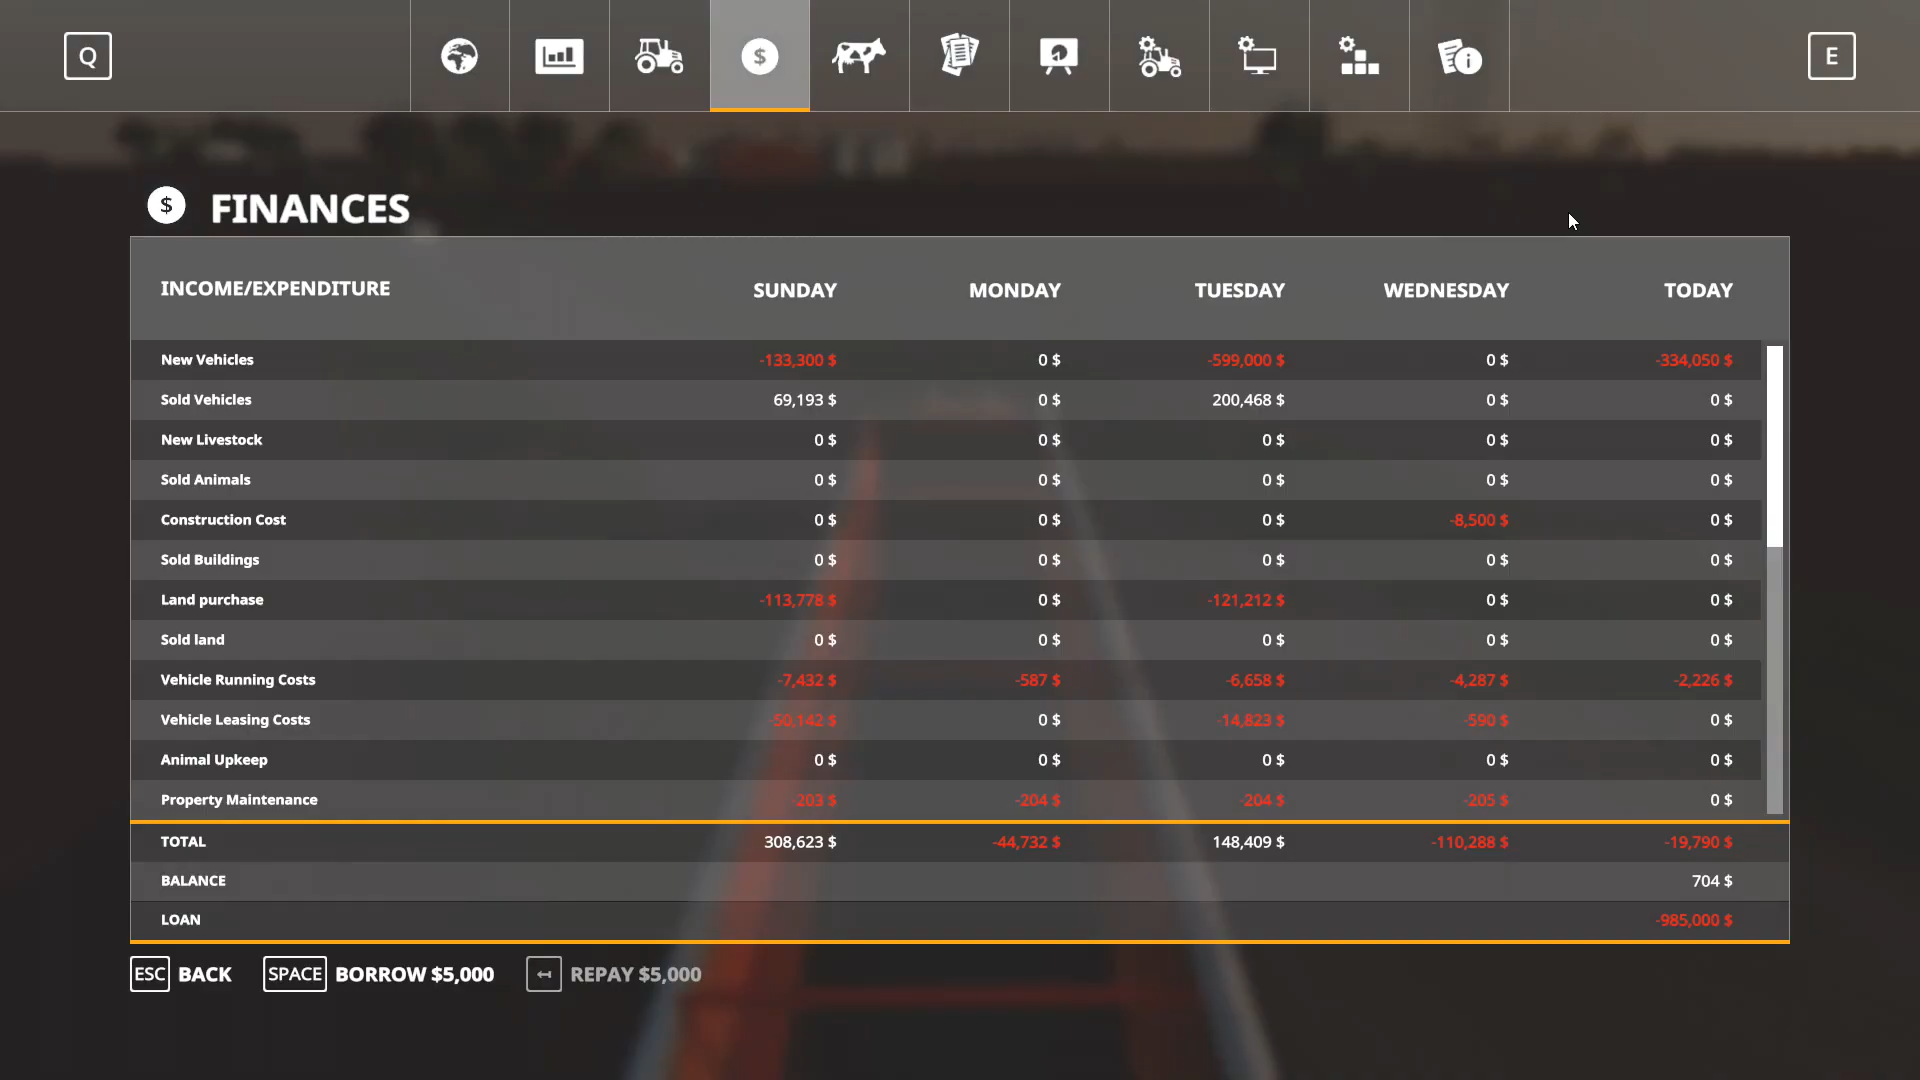 Q
$
E
$ FINANCES
INCOME/EXPENDITURE SUNDAY MONDAY TUESDAY WEDNESDAY TODAY
New Vehicles -133,300 $ 0 $ -599,000 $ 0 $ -334,050 $
Sold Vehicles 69,193 $ 0 $ 200,468 $ 0 $ 0 $
New Livestock 0 $ 0 $ 0 $ 0 $ 0 $
Sold Animals 0 $ 0 $ 0 $ 0 $ 0 $
Construction Cost 0 $ 0 $ 0 $ -8,500 $ 0 $
Sold Buildings 0 $ 0 $ 0 $ 0 $ 0 $
Land purchase -113,778 $ 0 $ -121,212 $ 0 $ 0 $
Sold land 0 $ 0 $ 0 $ 0 $ 0 $
Vehicle Running Costs -7,432 $ -587 $ -6,658 $ -4,287 $ -2,226 $
Vehicle Leasing Costs -50,142 $ 0 $ -14,823 $ -590 $ 0 $
Animal Upkeep 0 $ 0 $ 0 $ 0 $ 0 $
Property Maintenance -203 $ -204 $ -204 $ -205 $ 0 $
TOTAL 308,623 $ -44,732 $ 148,409 $ -110,288 $ -19,790 $
BALANCE 704 $
LOAN -985,000 $
ESC BACK SPACE BORROW $5,000 REPAY $5,000